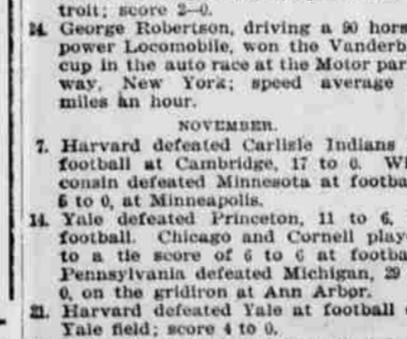 troit; score 2—0.
24. George Robertson, driving a 90 hors
power Locomobile, won the Vanderb
cup in the auto race at the Motor par
way, New York; speed average
miles an hour.
NOVEMBER.
7. Harvard defeated Carlisle Indians
football at Cambridge, 17 to 0. Wi
consin defeated Minnesota at footba
5 to 0, at Minneapolis.
14. Yale defeated Princeton, 11 to 6,
football. Chicago and Cornell play
to a tie score of 6 to 6 at footba
Pennsylvania defeated Michigan, 29
0, on the gridiron at Ann Arbor.
21. Harvard defeated Yale at football
Yale field; score 4 to 0.